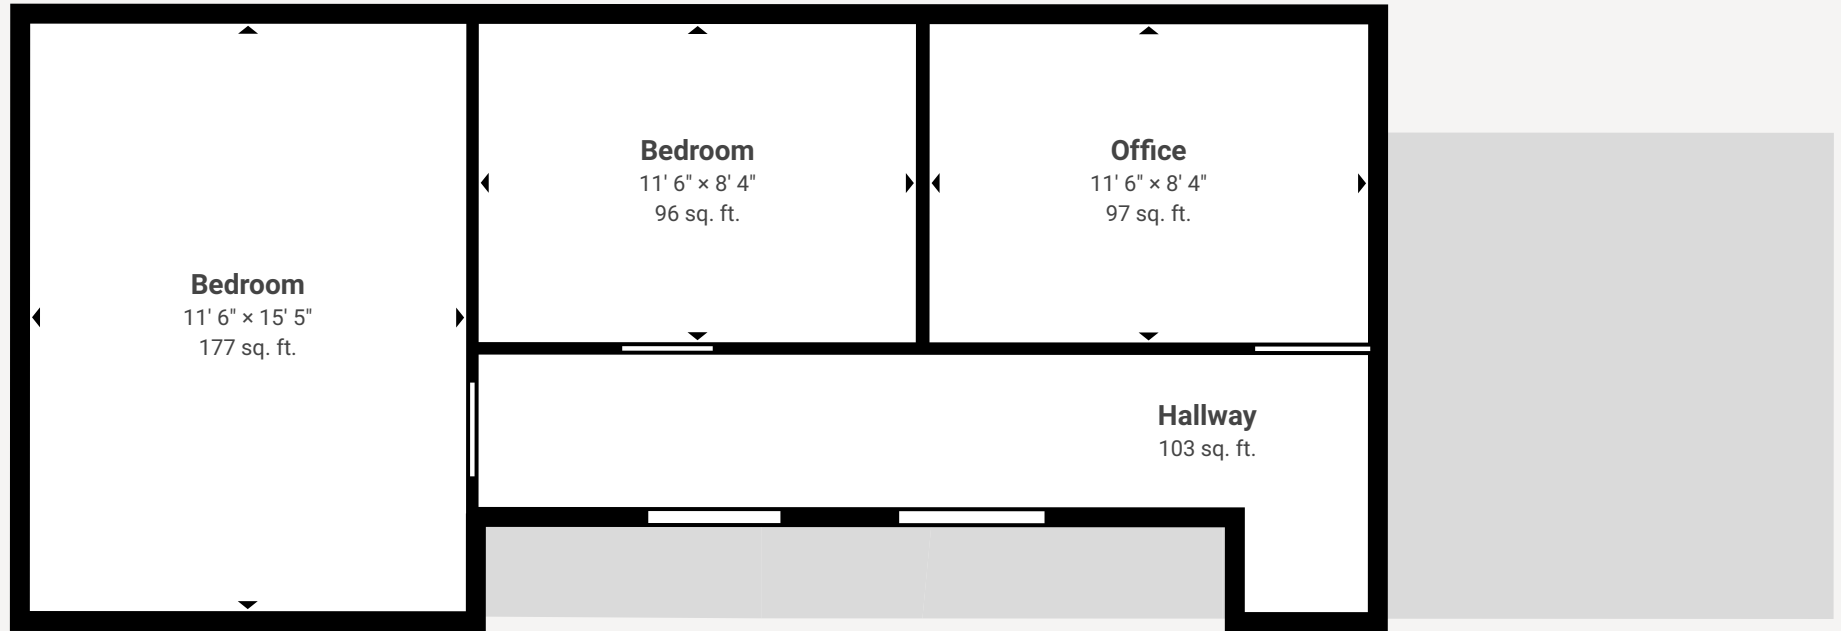 Bedroom
11' 6" × 8' 4"
96 sq. ft.
Office
11' 6" × 8' 4"
97 sq. ft.
Bedroom
11' 6" × 15' 5"
177 sq. ft.
Hallway
103 sq. ft.